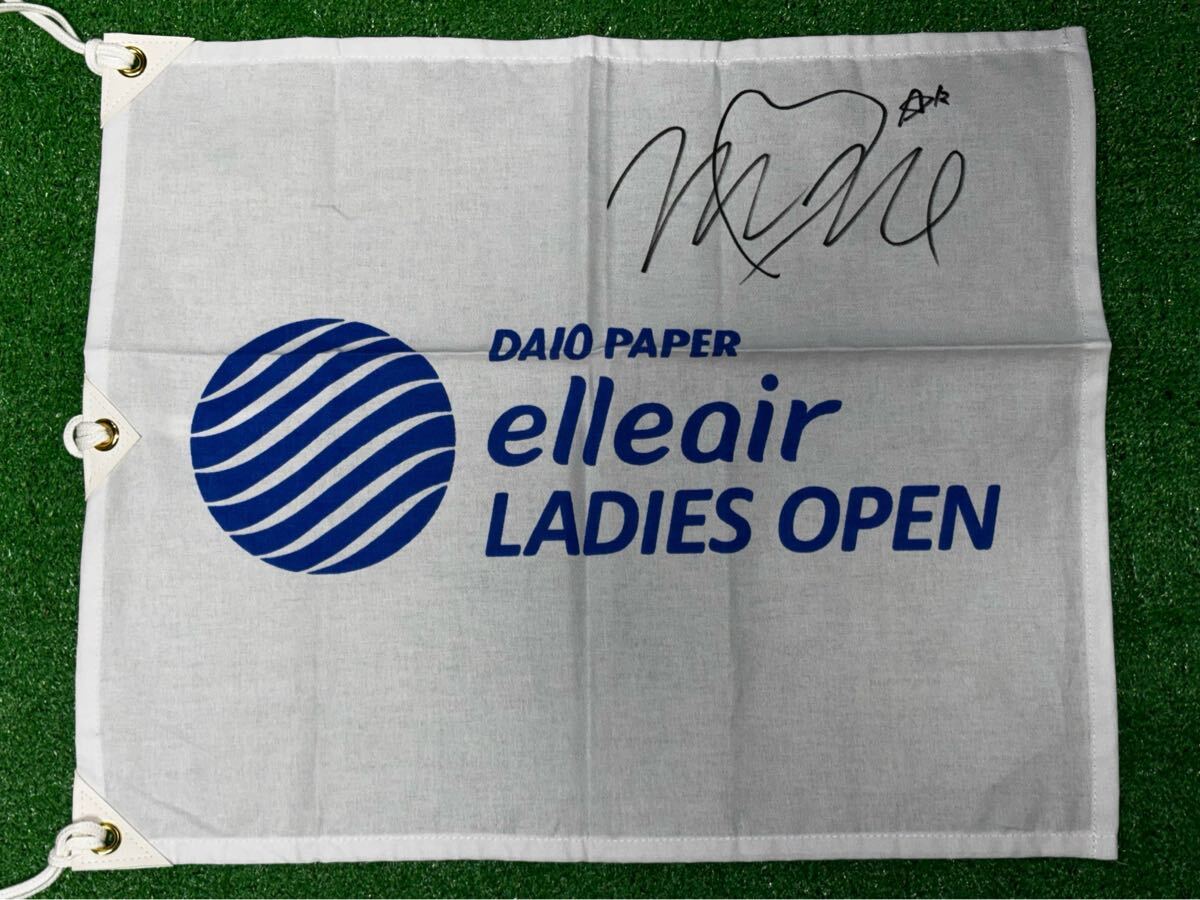 DAIO PAPER
elleair
LADIES OPEN